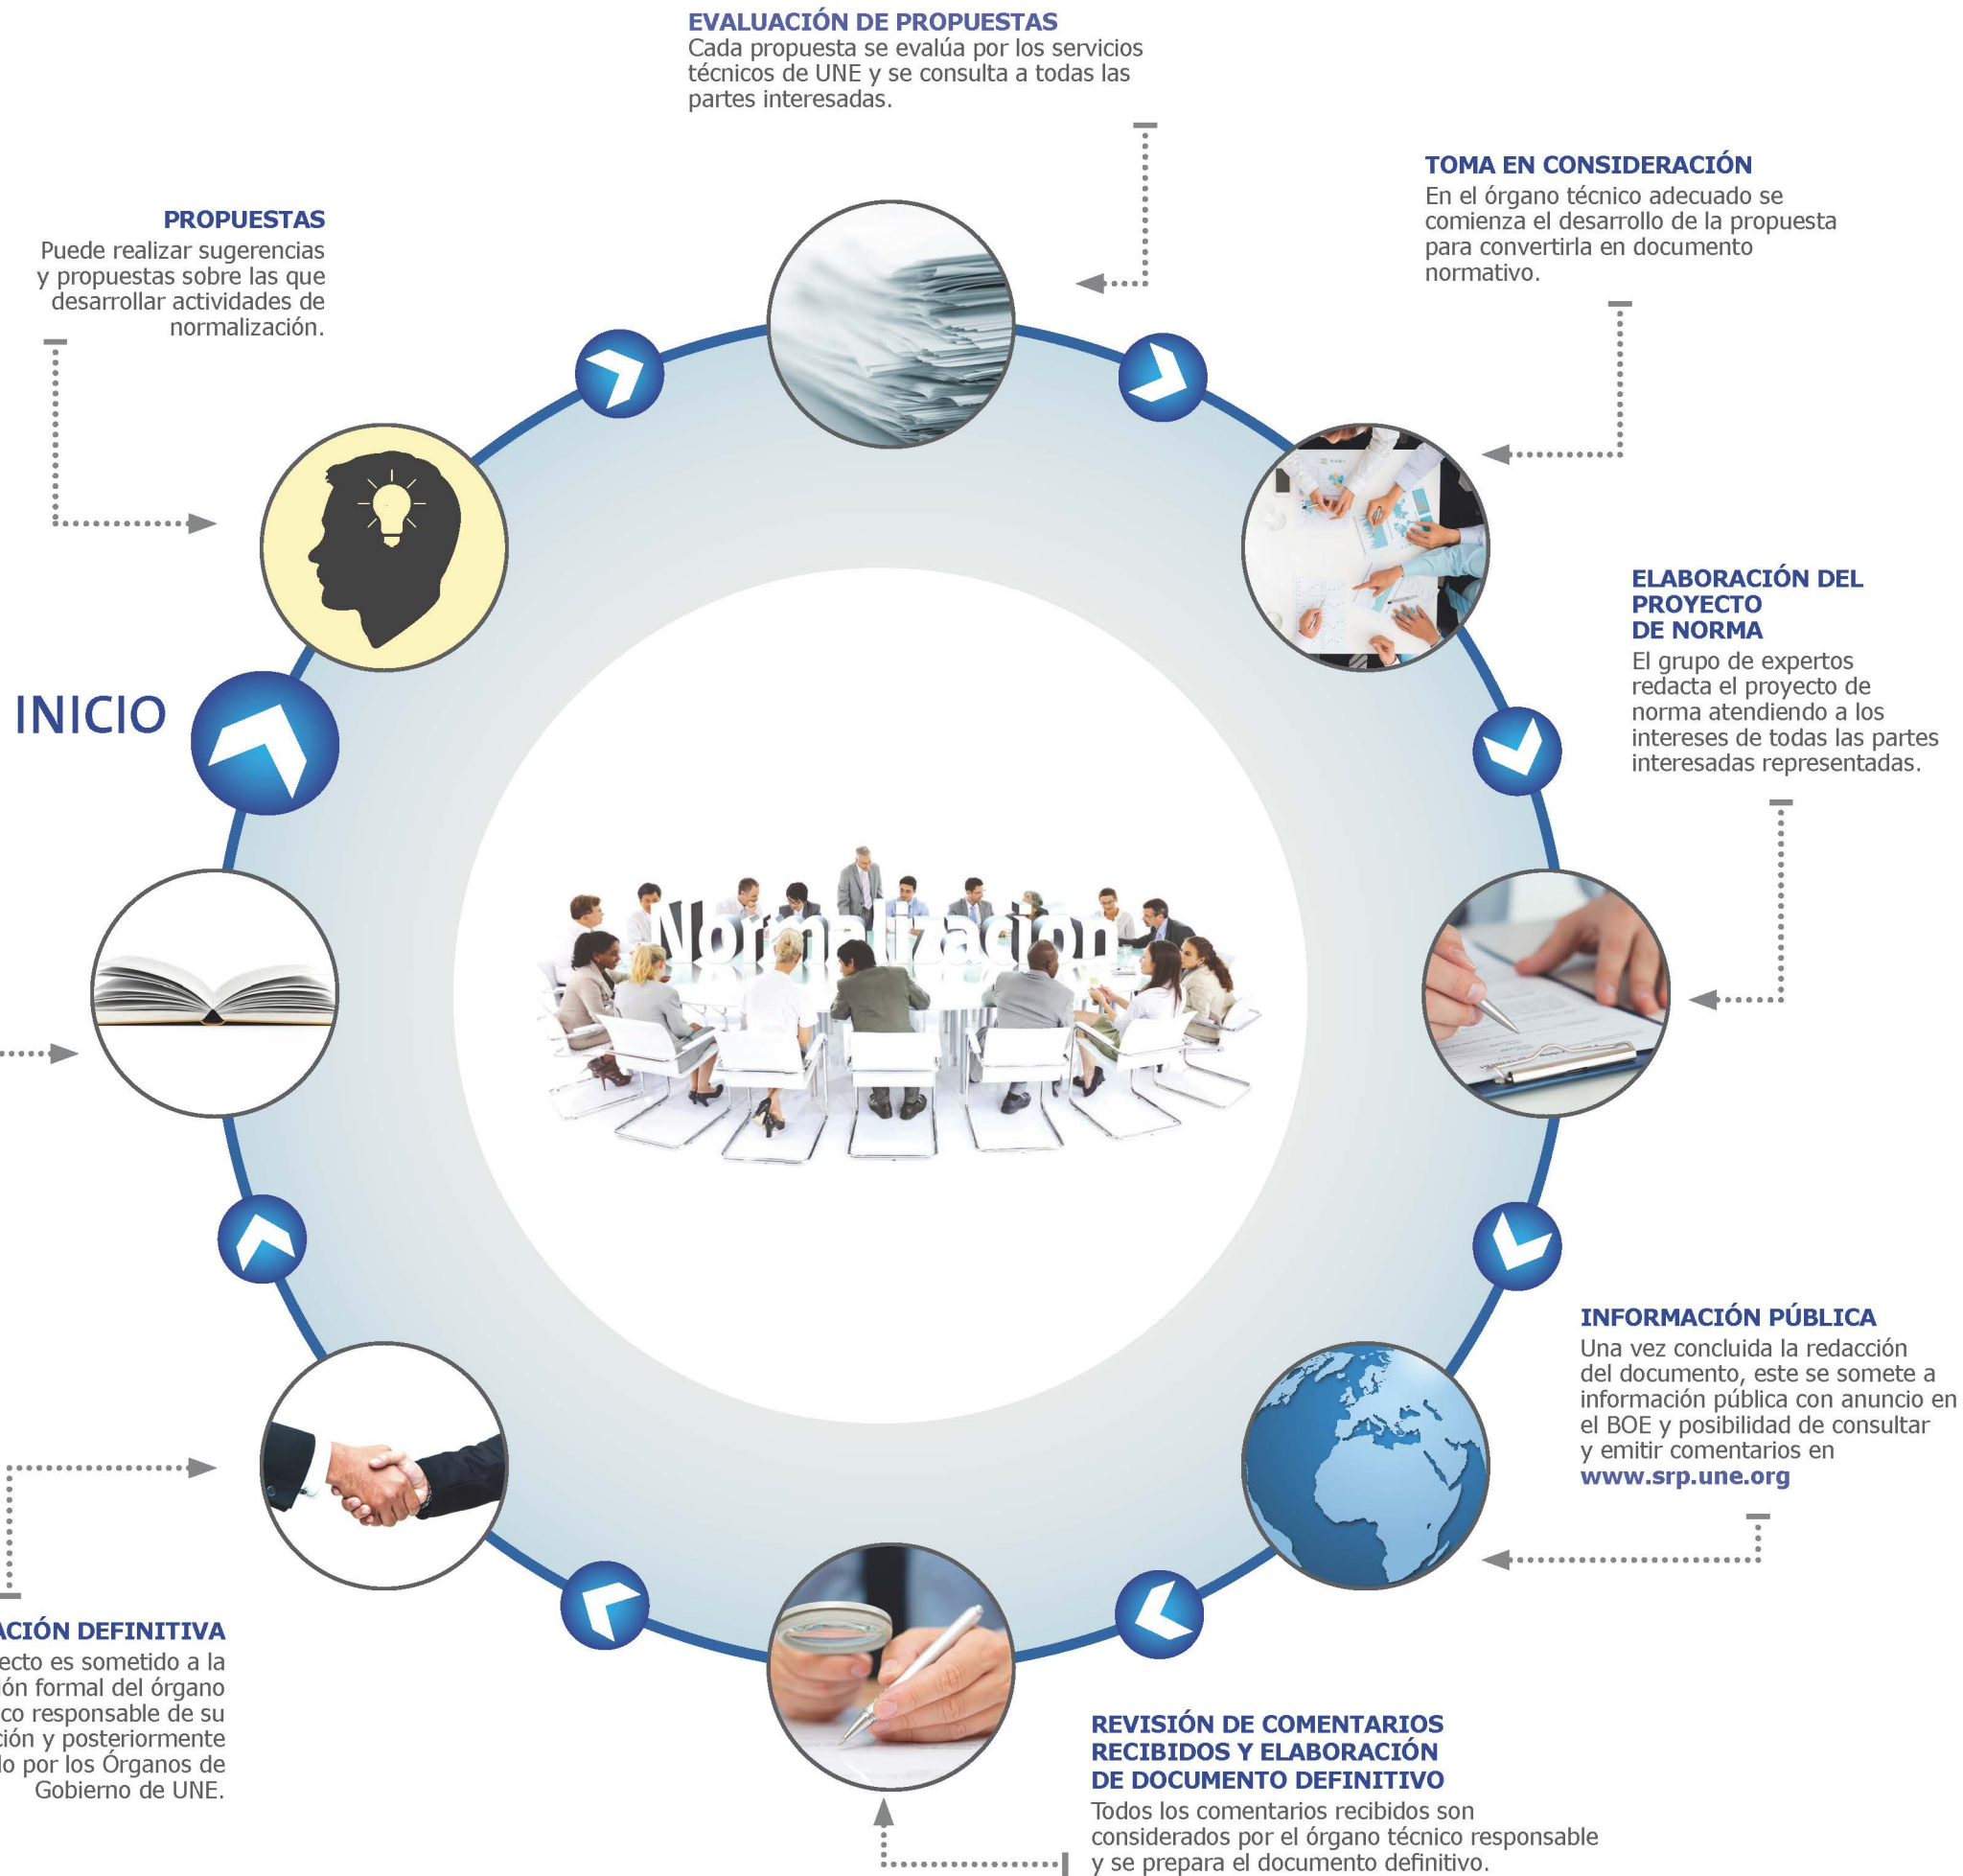 EVALUACIÓN DE PROPUESTAS
Cada propuesta se evalúa por los servicios
técnicos de UNE y se consulta a todas las
partes interesadas.
TOMA EN CONSIDERACIÓN
En el órgano técnico adecuado se
comienza el desarrollo de la propuesta
para convertirla en documento
normativo.
PROPUESTAS
Puede realizar sugerencias
y propuestas sobre las que
desarrollar actividades de
normalización.
ELABORACIÓN DEL
PROYECTO
DE NORMA
El grupo de expertos
redacta el proyecto de
norma atendiendo a los
intereses de todas las partes
interesadas representadas.
INICIO
Normalización
INFORMACIÓN PÚBLICA
Una vez concluida la redacción
del documento, este se somete a
información pública con anuncio en
el BOE y posibilidad de consultar
y emitir comentarios en
www.srp.une.org
ACIÓN DEFINITIVA
ecto es sometido a la
ión formal del órgano
co responsable de su
ción y posteriormente
do por los Órganos de
Gobierno de UNE.
REVISIÓN DE COMENTARIOS
RECIBIDOS Y ELABORACIÓN
DE DOCUMENTO DEFINITIVO
Todos los comentarios recibidos son
considerados por el órgano técnico responsable
y se prepara el documento definitivo.